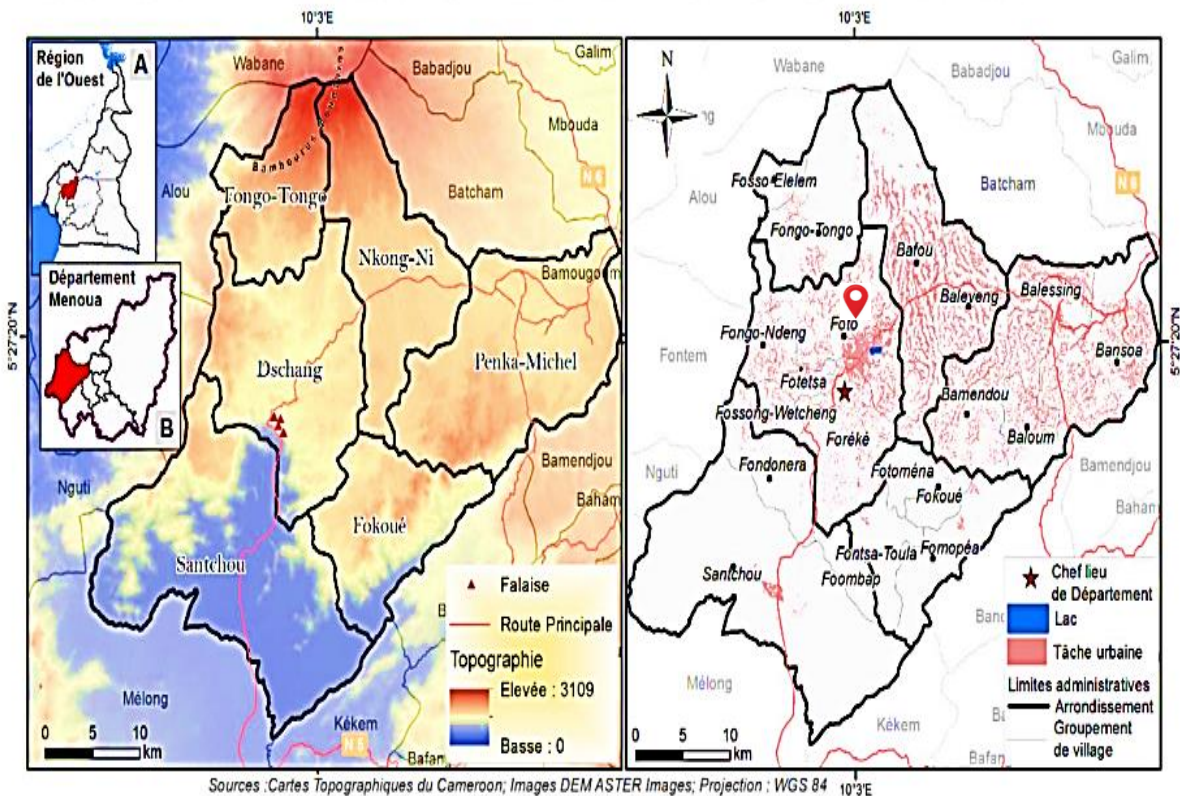 10°3'E
10°3'E
Région
de l'Ouest
A
Département
Menoua
B
5°27'20"N
Wabane
Galim
Babadjou
Mbouda
N 6
Alou
Fongo-Tongo
Batcham
Nkong-Ni
Dschang
Penka-Michel
Bamendjou
Nguti
Baham
Fokoué
Santchou
Mélong
Kékem
N 5
Bafan
Falaise
Route Principale
Topographie
Elevée : 3109
Basse : 0
0 5 10
km
N
Wabane
Babadjou
Galim
Mbouda
N 6
Alou
Fosso-Elelem
Batcham
Fongo-Tongo
Bafou
Baleveng
Balessing
Foto
Fongo-Ndeng
Fontem
Bansoa
Fotetsa
Bamendou
Fossong-Wetcheng
Foréké
Baloum
Fondonera
Fotoména
Nguti
Fokoué
Bamendjou
Baham
Fontsa-Toula
Fomopéa
Santchou
Foombap
Mélong
Kékem
Bafan
5°27'20"N
Chef lieu
de Département
Lac
Tâche urbaine
Limites administratives
Arrondissement
Groupement
de village
0 5 10
km
Sources :Cartes Topographiques du Cameroon; Images DEM ASTER Images; Projection : WGS 84
10°3'E